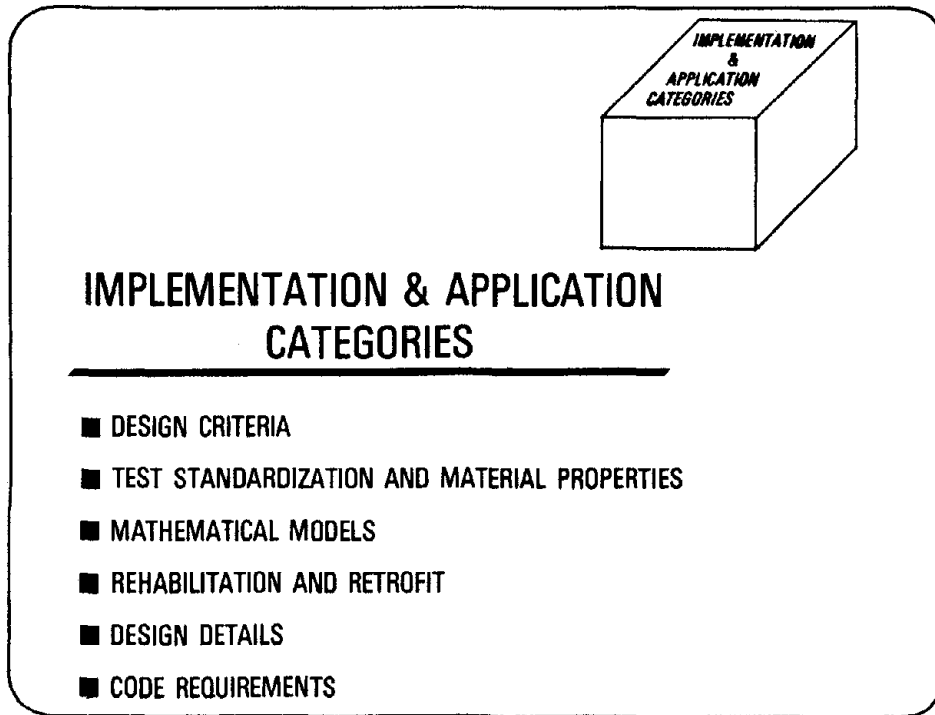 IMPLEMENTATION
&
APPLICATION
CATEGORIES
IMPLEMENTATION & APPLICATION
CATEGORIES
■ DESIGN CRITERIA
■ TEST STANDARDIZATION AND MATERIAL PROPERTIES
■ MATHEMATICAL MODELS
■ REHABILITATION AND RETROFIT
■ DESIGN DETAILS
■ CODE REQUIREMENTS